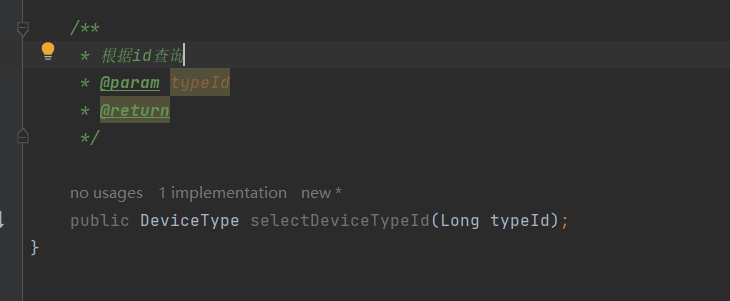 /**
* 根据id查询
* @param typeId
* @return
*/
no usages 1 implementation new *
public DeviceType selectDeviceTypeId(Long typeId);
}